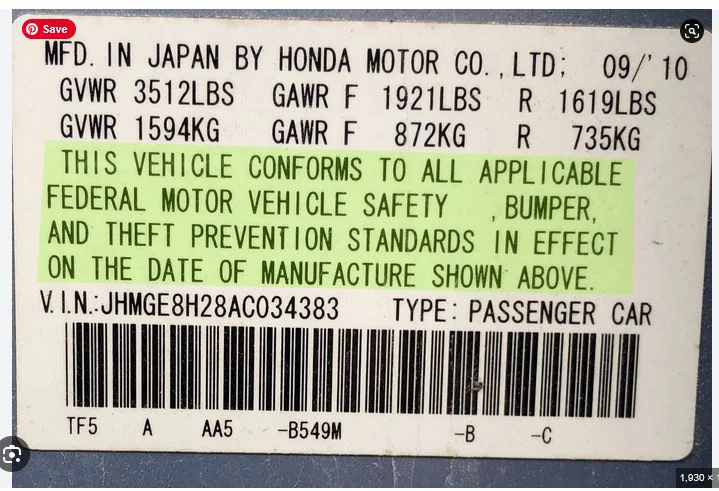 Save
MFD. IN JAPAN BY HONDA MOTOR CO., LTD; 09/'10
GVWR 3512LBS GAWR F 1921LBS R 1619LBS
GVWR 1594KG GAWR F 872KG R 735KG
THIS VEHICLE CONFORMS TO ALL APPLICABLE
FEDERAL MOTOR VEHICLE SAFETY , BUMPER,
AND THEFT PREVENTION STANDARDS IN EFFECT
ON THE DATE OF MANUFACTURE SHOWN ABOVE.
V.I.N.:JHMGE8H28AC034383 TYPE: PASSENGER CAR
TF5 A AA5 -B549M -B -C
1,930 ×